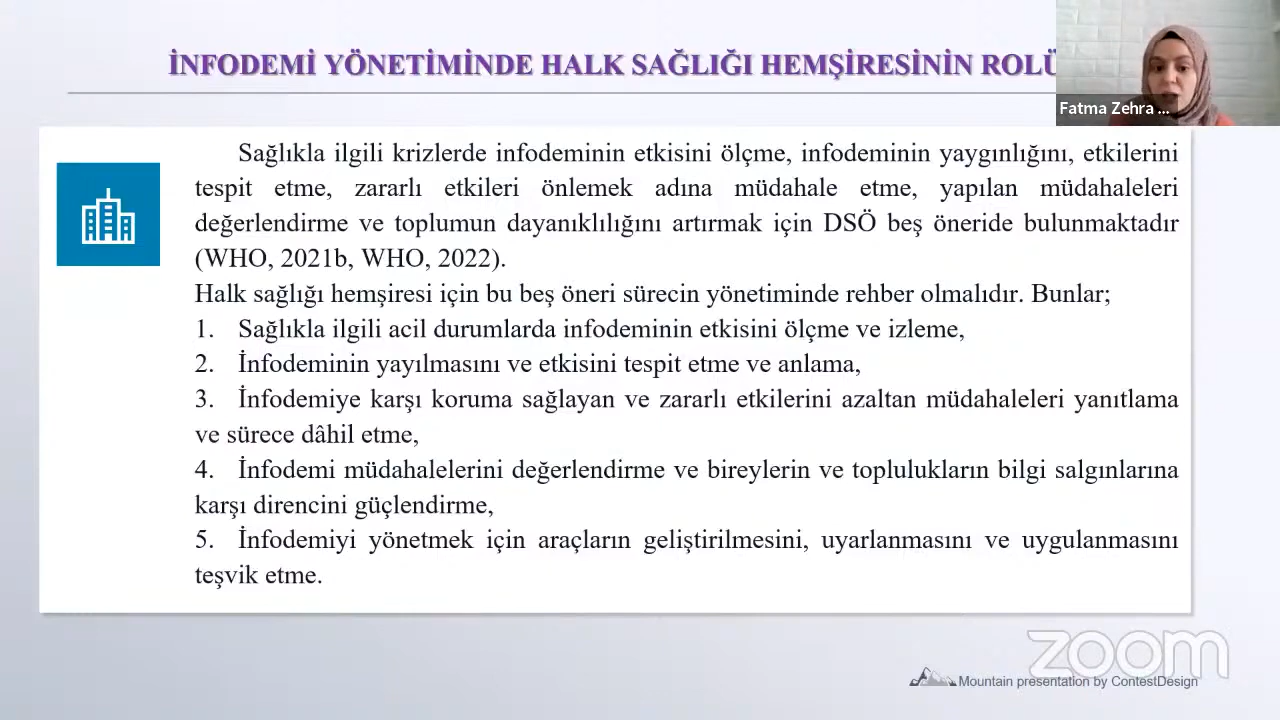 İNFODEMİ YÖNETİMİNDE HALK SAĞLIĞI HEMŞİRESİNİN ROLÜ
Fatma Zehra ...
Sağlıkla ilgili krizlerde infodeminin etkisini ölçme, infodeminin yaygınlığını, etkilerini
tespit etme, zararlı etkileri önlemek adına müdahale etme, yapılan müdahaleleri
değerlendirme ve toplumun dayanıklılığını artırmak için DSÖ beş öneride bulunmaktadır
(WHO, 2021b, WHO, 2022).
Halk sağlığı hemşiresi için bu beş öneri sürecin yönetiminde rehber olmalıdır. Bunlar;
1. Sağlıkla ilgili acil durumlarda infodeminin etkisini ölçme ve izleme,
2. İnfodeminin yayılmasını ve etkisini tespit etme ve anlama,
3. İnfodemiye karşı koruma sağlayan ve zararlı etkilerini azaltan müdahaleleri yanıtlama
ve sürece dâhil etme,
4. İnfodemi müdahalelerini değerlendirme ve bireylerin ve toplulukların bilgi salgınlarına
karşı direncini güçlendirme,
5. İnfodemiyi yönetmek için araçların geliştirilmesini, uyarlanmasını ve uygulanmasını
teşvik etme.
zoom
Mountain presentation by ContestDesign